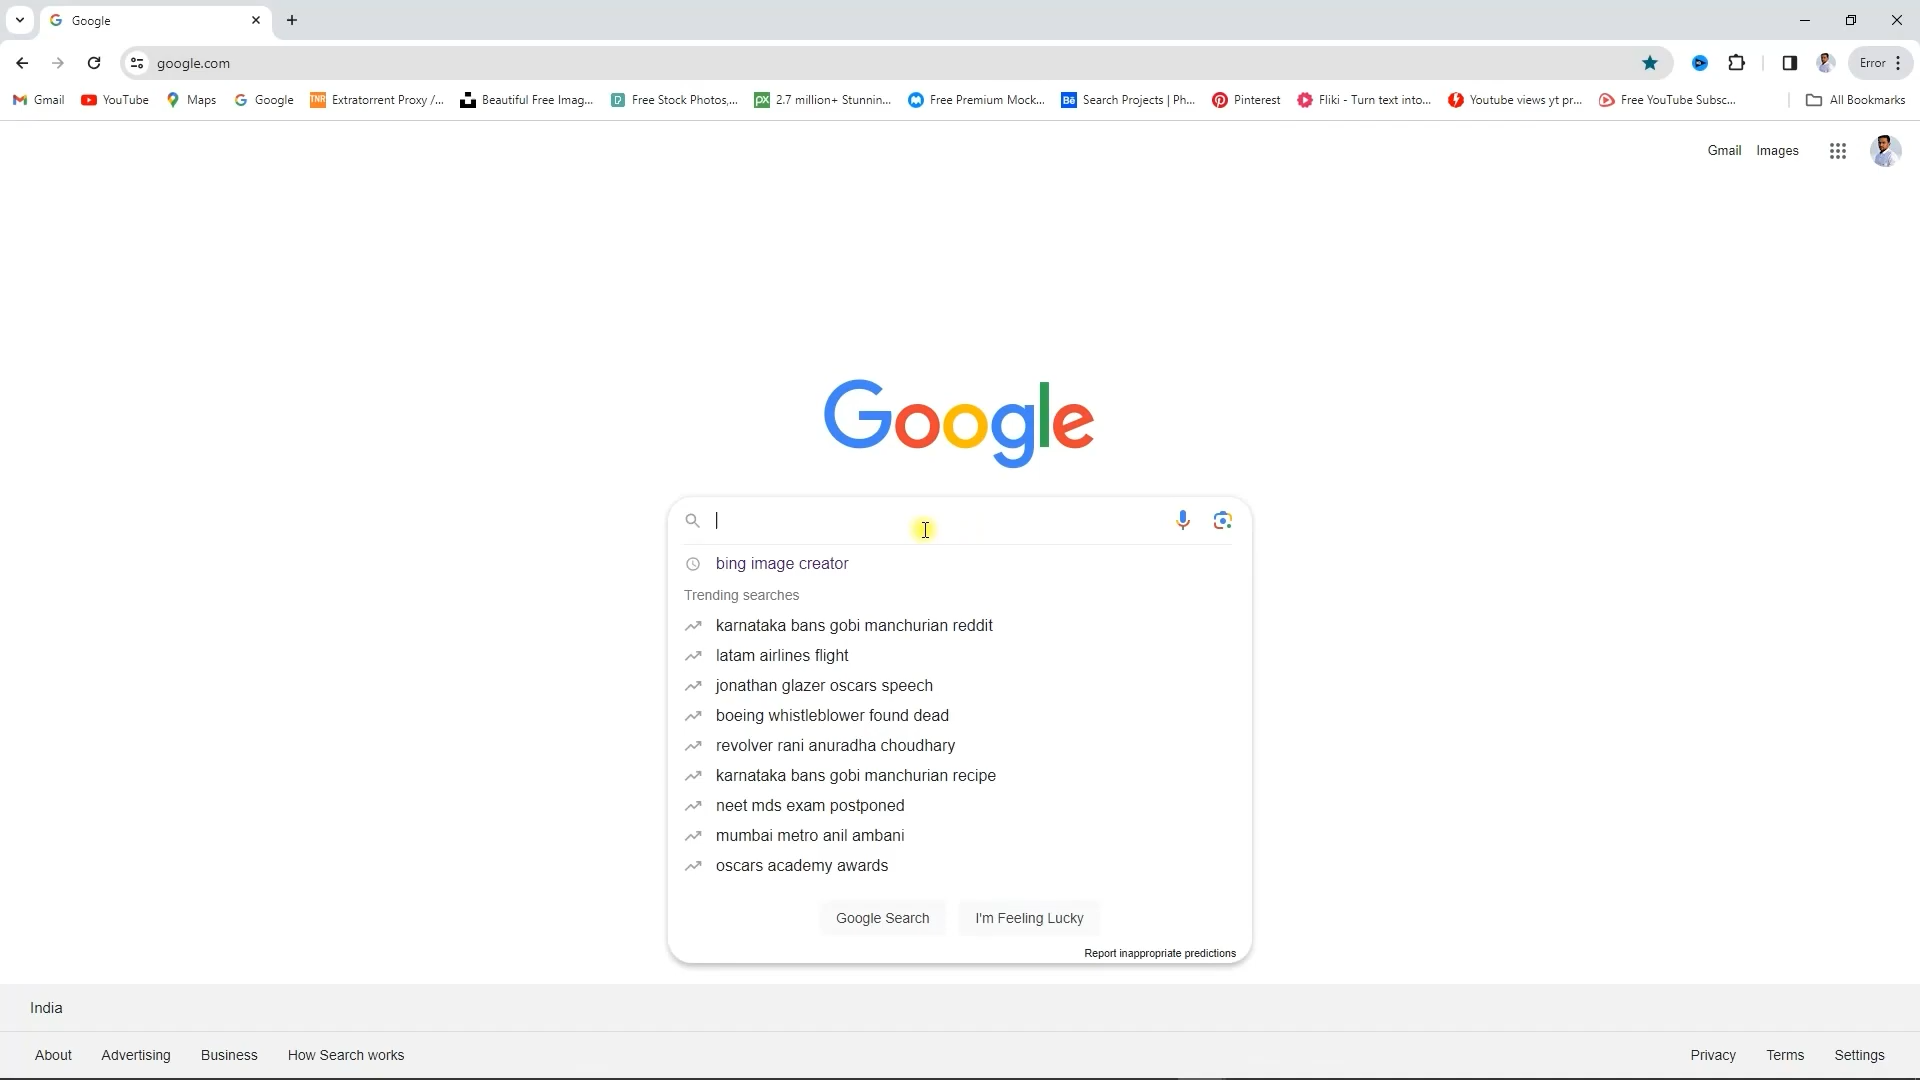 Google
google.com
Error
Gmail
YouTube
Maps
Google
Extratorrent Proxy /...
Beautiful Free Imag...
Free Stock Photos,...
2.7 million+ Stunnin...
Free Premium Mock...
Search Projects | Ph...
Pinterest
Fliki - Turn text into...
Youtube views yt pr...
Free YouTube Subsc...
All Bookmarks
Gmail Images
Google
bing image creator
Trending searches
karnataka bans gobi manchurian reddit
latam airlines flight
jonathan glazer oscars speech
boeing whistleblower found dead
revolver rani anuradha choudhary
karnataka bans gobi manchurian recipe
neet mds exam postponed
mumbai metro anil ambani
oscars academy awards
Google Search
I'm Feeling Lucky
Report inappropriate predictions
India
About Advertising Business How Search works
Privacy Terms Settings